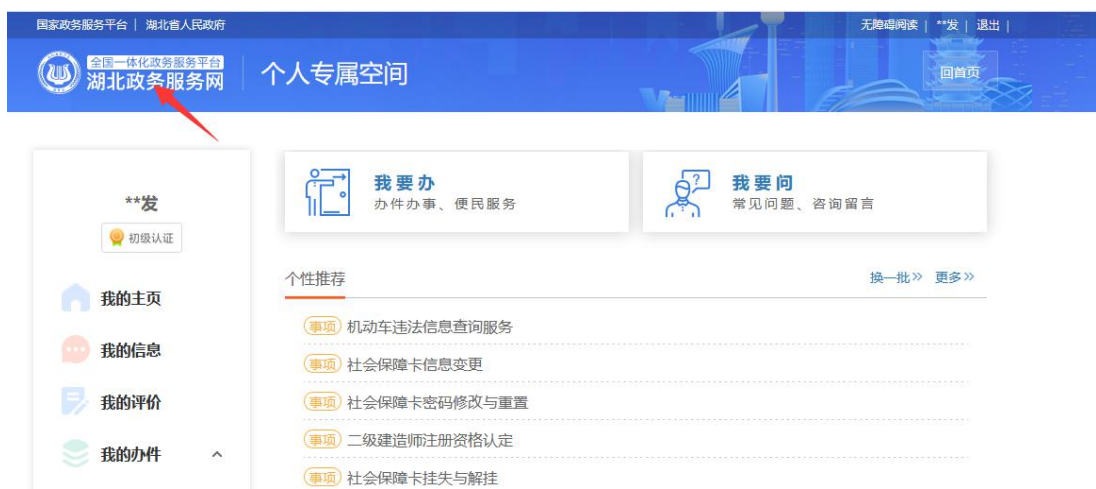 国家政务服务平台 | 湖北省人民政府
无障碍阅读 | **发 | 退出 |
全国一体化政务服务平台
湖北政务服务网
个人专属空间
回首页
**发
初级认证
我的主页
我的信息
我的评价
我的办件
我要办
办件办事、便民服务
我要问
常见问题、咨询留言
个性推荐
换一批» 更多»
事项 机动车违法信息查询服务
事项 社会保障卡信息变更
事项 社会保障卡密码修改与重置
事项 二级建造师注册资格认定
事项 社会保障卡挂失与解挂